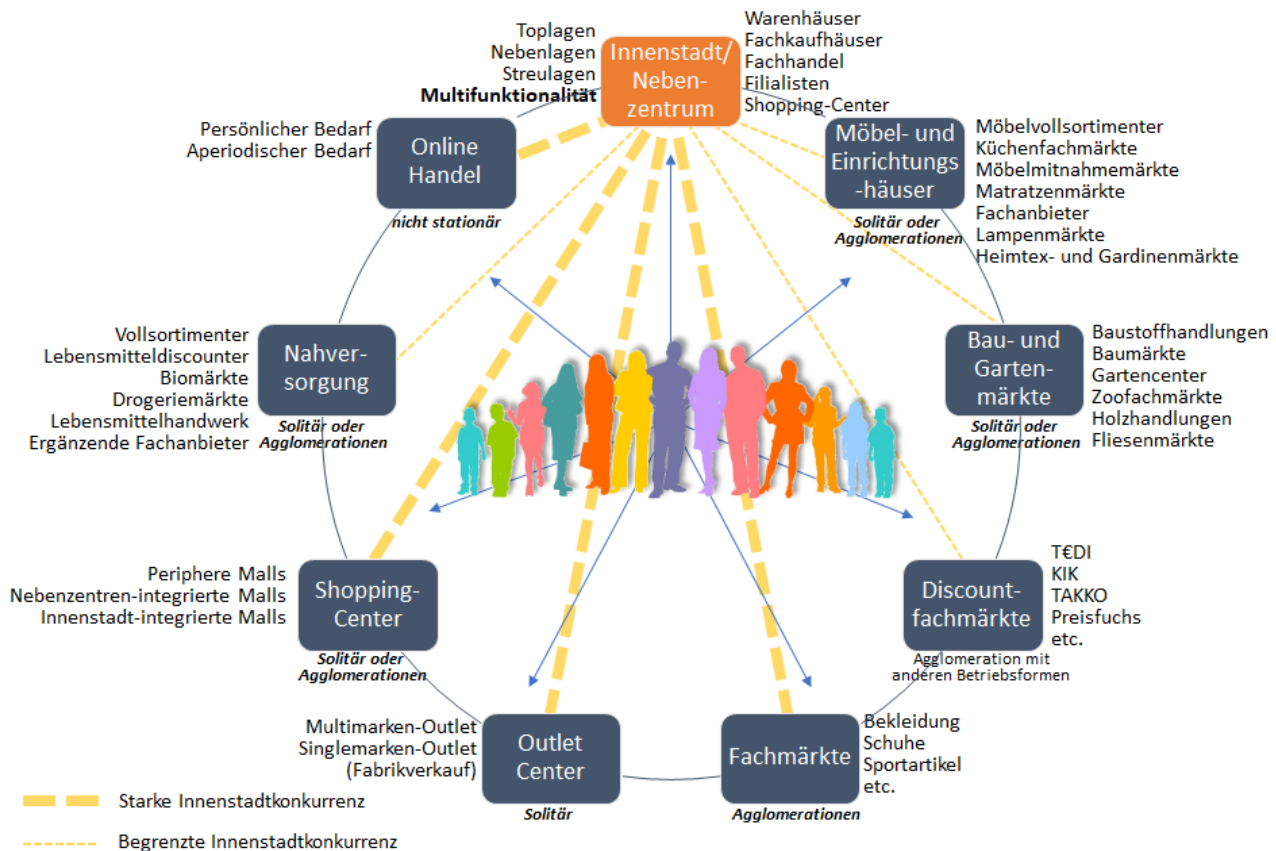 Toplagen
Nebenlagen
Streulagen
Multifunktionalität
Innenstadt/
Neben-
zentrum
Warenhäuser
Fachkaufhäuser
Fachhandel
Filialisten
Shopping-Center
Persönlicher Bedarf
Aperiodischer Bedarf
Online
Handel
nicht stationär
Möbel- und
Einrichtungs
-häuser
Solitär oder
Agglomerationen
Möbelvollsortimenter
Küchenfachmärkte
Möbelmitnahmemärkte
Matratzenmärkte
Fachanbieter
Lampenmärkte
Heimtex- und Gardinenmärkte
Vollsortimenter
Lebensmitteldiscounter
Biomärkte
Drogeriemärkte
Lebensmittelhandwerk
Ergänzende Fachanbieter
Nahver-
sorgung
Solitär oder
Agglomerationen
Bau- und
Garten-
märkte
Solitär oder
Agglomerationen
Baustoffhandlungen
Baumärkte
Gartencenter
Zoofachmärkte
Holzhandlungen
Fliesenmärkte
Periphere Malls
Nebenzentren-integrierte Malls
Innenstadt-integrierte Malls
Shopping-
Center
Solitär oder
Agglomerationen
Discount-
fachmärkte
Agglomeration mit
anderen Betriebsformen
T€DI
KIK
TAKKO
Preisfuchs
etc.
Multimarken-Outlet
Singlemarken-Outlet
(Fabrikverkauf)
Outlet
Center
Solitär
Fachmärkte
Agglomerationen
Bekleidung
Schuhe
Sportartikel
etc.
Starke Innenstadtkonkurrenz
Begrenzte Innenstadtkonkurrenz